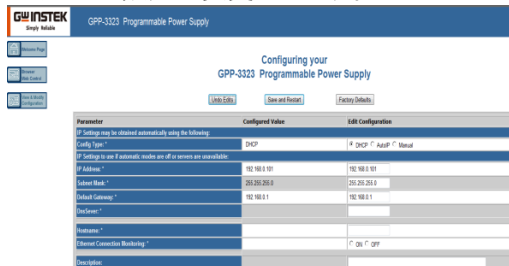 GWINSTEK
Simply Reliable
GPP-3323 Programmable Power Supply
Welcome Page
Browser
Web Control
View & Modify
Configuration
Configuring your
GPP-3323 Programmable Power Supply
Undo Edits Save and Restart Factory Defaults
Parameter Configured Value Edit Configuration
IP Settings may be obtained automatically using the following:
Config Type: * DHCP DHCP AutoIP Manual
IP Settings to use if automatic modes are off or servers are unavailable:
IP Address: * 192.168.0.101 192.168.0.101
Subnet Mask: * 255.255.255.0 255.255.255.0
Default Gateway: * 192.168.0.1 192.168.0.1
DnsSever: *
Hostname: *
Ethernet Connection Monitoring: * ON OFF
Description: